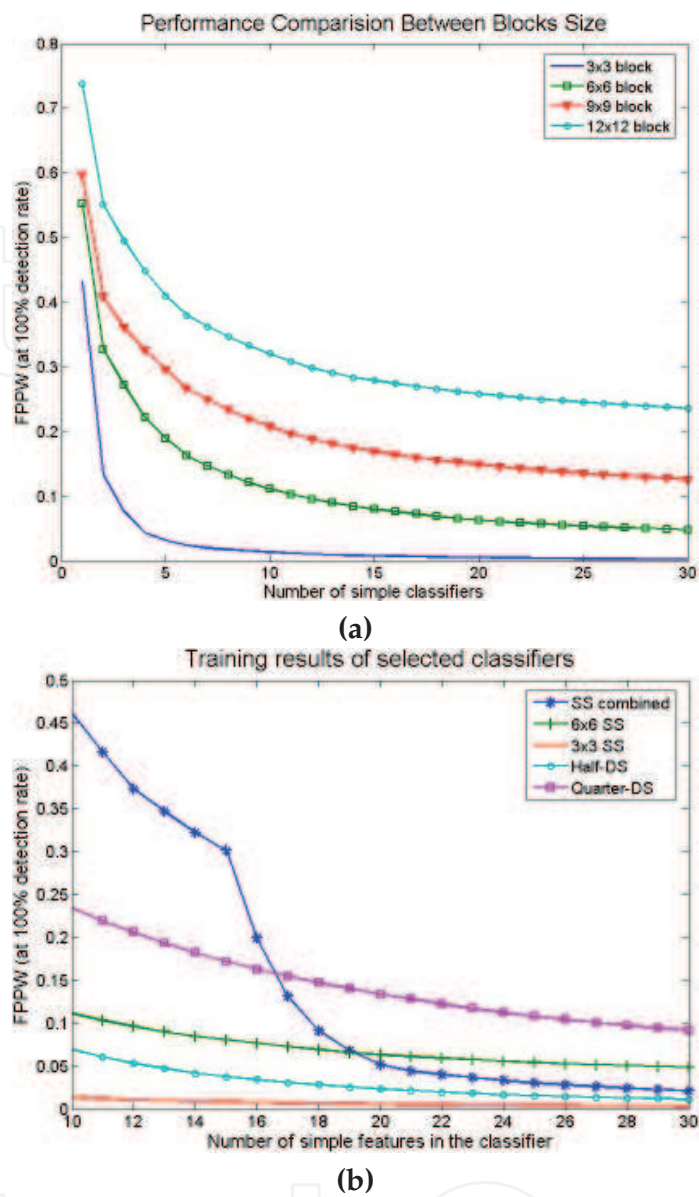 Performance Comparision Between Blocks Size
0.8
0.7
0.6
0.5
0.4
0.3
0.2
0.1
0
FPPW (at 100% detection rate)
3x3 block
6x6 block
9x9 block
12x12 block
0 5 10 15 20 25 30
Number of simple classifiers
(a)
Training results of selected classifiers
0.5
0.45
0.4
0.35
0.3
0.25
0.2
0.15
0.1
0.05
0
FPPW (at 100% detection rate)
SS combined
6x6 SS
3x3 SS
Half-DS
Quarter-DS
10 12 14 16 18 20 22 24 26 28 30
Number of simple features in the classifier
(b)